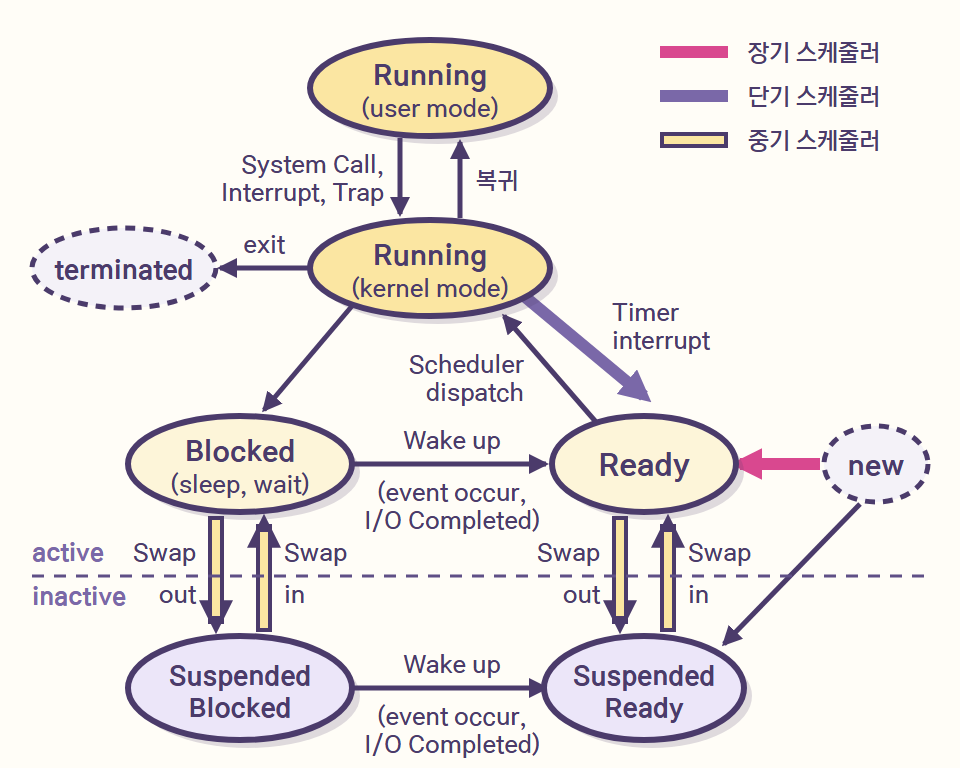 Running
(user mode)
장기 스케줄러
단기 스케줄러
중기 스케줄러
System Call,
Interrupt, Trap
복귀
exit
terminated
Running
(kernel mode)
Timer
interrupt
Scheduler
dispatch
Blocked
(sleep, wait)
Wake up
(event occur,
I/O Completed)
Ready
new
active
inactive
Swap
out
Swap
in
Swap
out
Swap
in
Suspended
Blocked
Wake up
(event occur,
I/O Completed)
Suspended
Ready